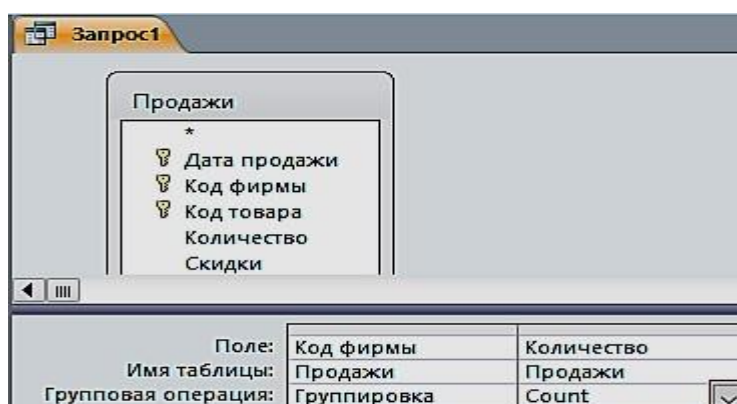 Запрос1
Продажи
*
Дата продажи
Код фирмы
Код товара
Количество
Скидки
Поле: Код фирмы Количество
Имя таблицы: Продажи Продажи
Групповая операция: Группировка Count